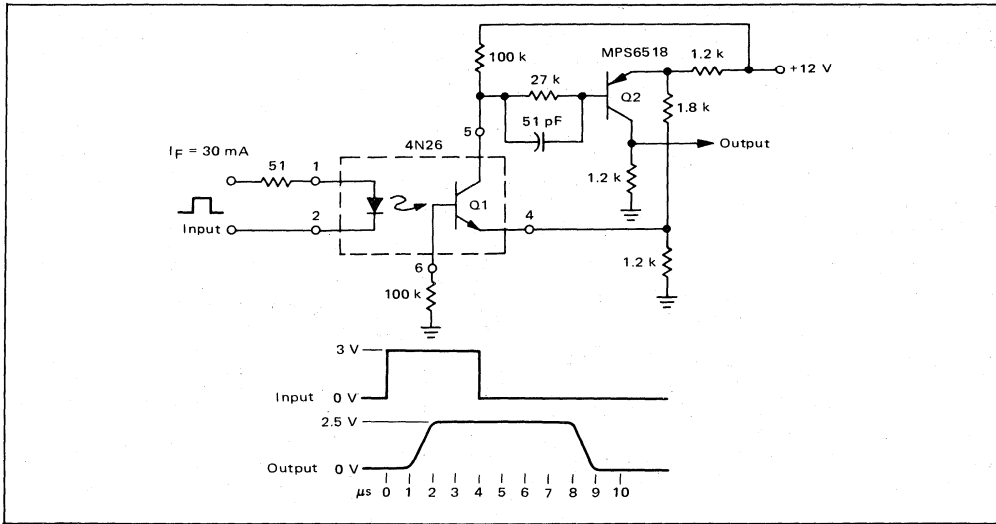 100 k
MPS6518
1.2 k
+12 V
27 k
Q2
1.8 k
51 pF
5
Output
4N26
I_F = 30 mA
51
1
1.2 k
Q1
4
2
Input
1.2 k
6
100 k
3 V
Input 0 V
2.5 V
Output 0 V
μs 0 1 2 3 4 5 6 7 8 9 10